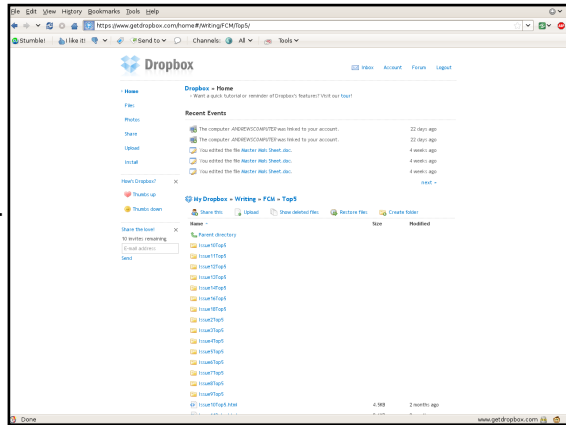 File Edit View History Bookmarks Tools Help
https://www.getdropbox.com/home#/Writing/FCM/Top5/
Stumble! I like it! Send to Channels: All Tools
Dropbox
Inbox Account Forum Logout
Home
Files
Photos
Share
Upload
Install
How's Dropbox?
Thumbs up
Thumbs down
Share the love!
10 invites remaining.
E-mail address
Send
Dropbox » Home
Want a quick tutorial or reminder of Dropbox's features? Visit our tour!
Recent Events
The computer ANDREWSCOMPUTER was linked to your account. 22 days ago
The computer ANDREWSCOMPUTER was linked to your account. 22 days ago
You edited the file Master Mats Sheet.doc. 4 weeks ago
You edited the file Master Mats Sheet.doc. 4 weeks ago
You edited the file Master Mats Sheet.doc. 4 weeks ago
next »
My Dropbox » Writing » FCM » Top5
Share this Upload Show deleted files Restore files Create folder
Name Size Modified
Parent directory
Issue10Top5
Issue11Top5
Issue12Top5
Issue13Top5
Issue14Top5
Issue16Top5
Issue18Top5
Issue2Top5
Issue3Top5
Issue4Top5
Issue5Top5
Issue6Top5
Issue7Top5
Issue8Top5
Issue9Top5
Issue10Top5.html 4.5KB 2 months ago
Done www.getdropbox.com